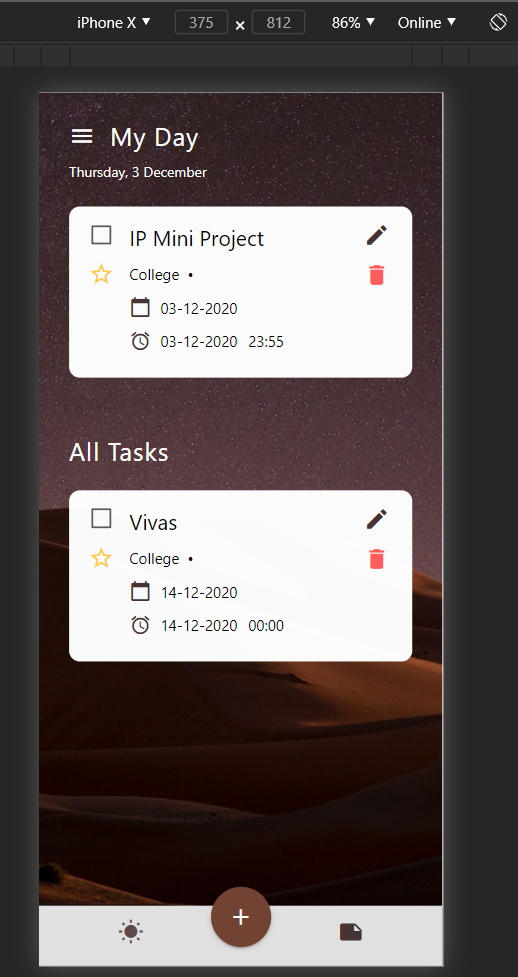 iPhone X 375 × 812 86% Online
My Day
Thursday, 3 December
IP Mini Project
College •
03-12-2020
03-12-2020 23:55
All Tasks
Vivas
College •
14-12-2020
14-12-2020 00:00